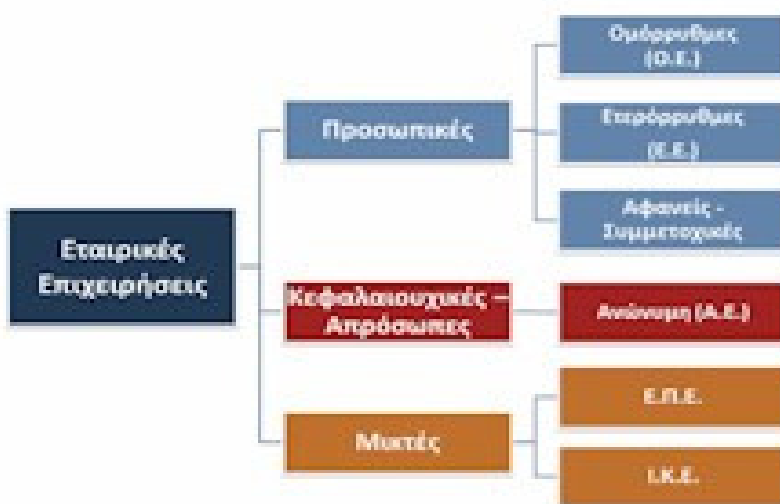 Εταιρικές
Επιχειρήσεις
Προσωπικές
Ομόρρυθμες
(Ο.Ε.)
Ετερόρρυθμες
(Ε.Ε.)
Αφανείς -
Συμμετοχικές
Κεφαλαιουχικές –
Απρόσωπες
Ανώνυμη (Α.Ε.)
Μικτές
Ε.Π.Ε.
Ι.Κ.Ε.